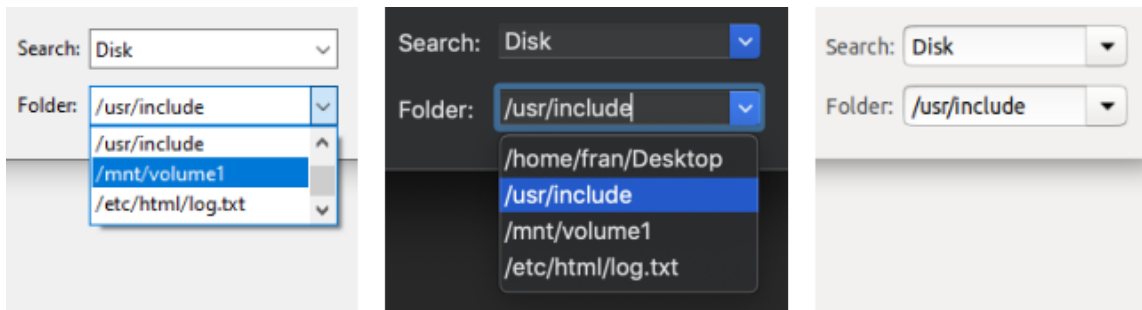 Search: Disk
Folder: /usr/include
/usr/include
/mnt/volume1
/etc/html/log.txt
Search: Disk
Folder: /usr/include
/home/fran/Desktop
/usr/include
/mnt/volume1
/etc/html/log.txt
Search: Disk
Folder: /usr/include